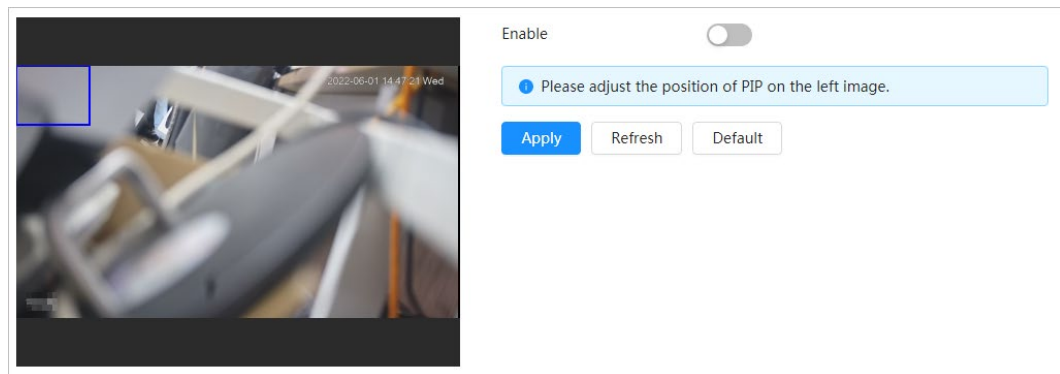 Enable
Please adjust the position of PIP on the left image.
Apply Refresh Default
2022-06-01 14:47:21 Wed